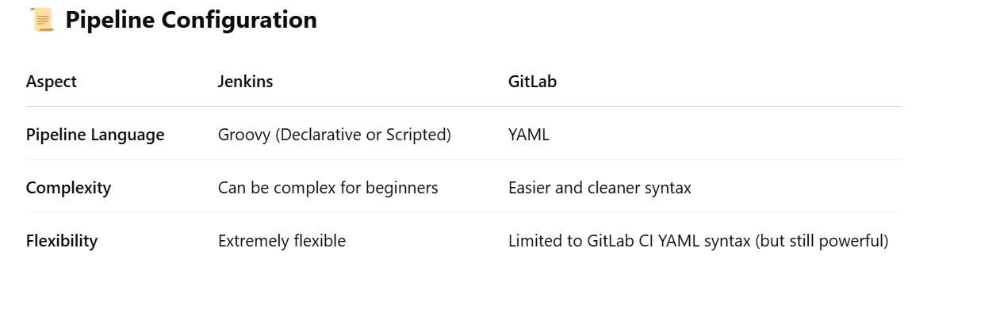 📜 Pipeline Configuration
Aspect Jenkins GitLab
Pipeline Language Groovy (Declarative or Scripted) YAML
Complexity Can be complex for beginners Easier and cleaner syntax
Flexibility Extremely flexible Limited to GitLab CI YAML syntax (but still powerful)